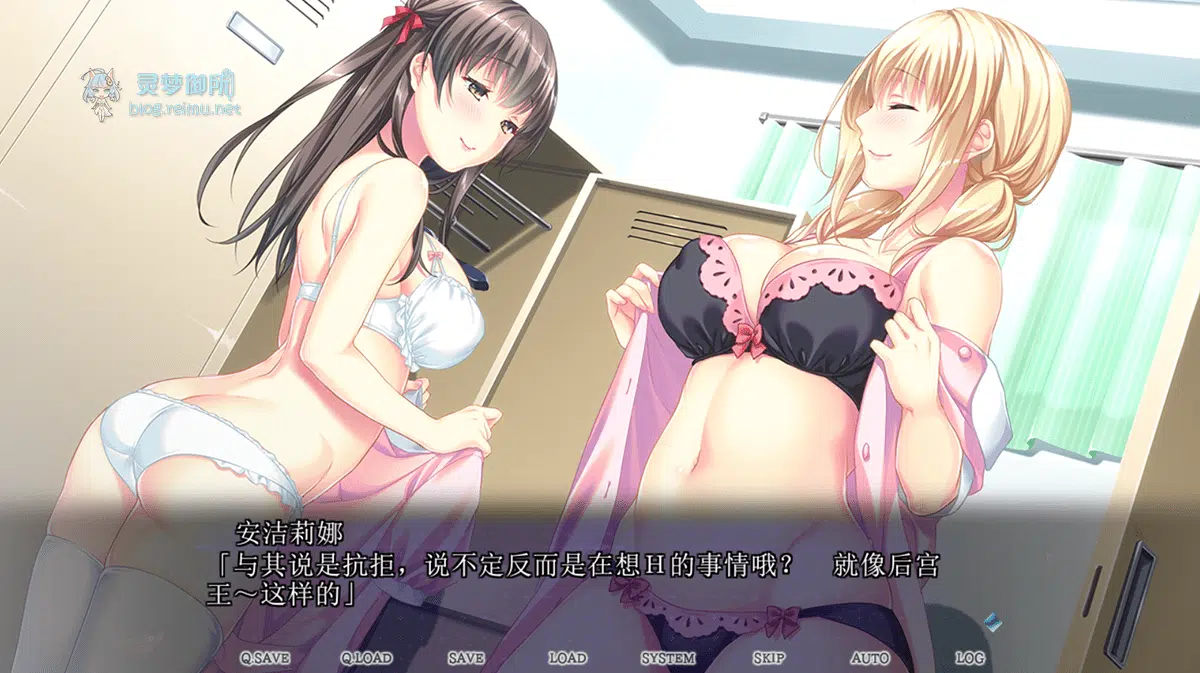 灵梦御所
blog.reimu.net
安洁莉娜
「与其说是抗拒，说不定反而是在想H的事情哦？　就像后宫
王～这样的」
Q.SAVE Q.LOAD SAVE LOAD SYSTEM SKIP AUTO LOG